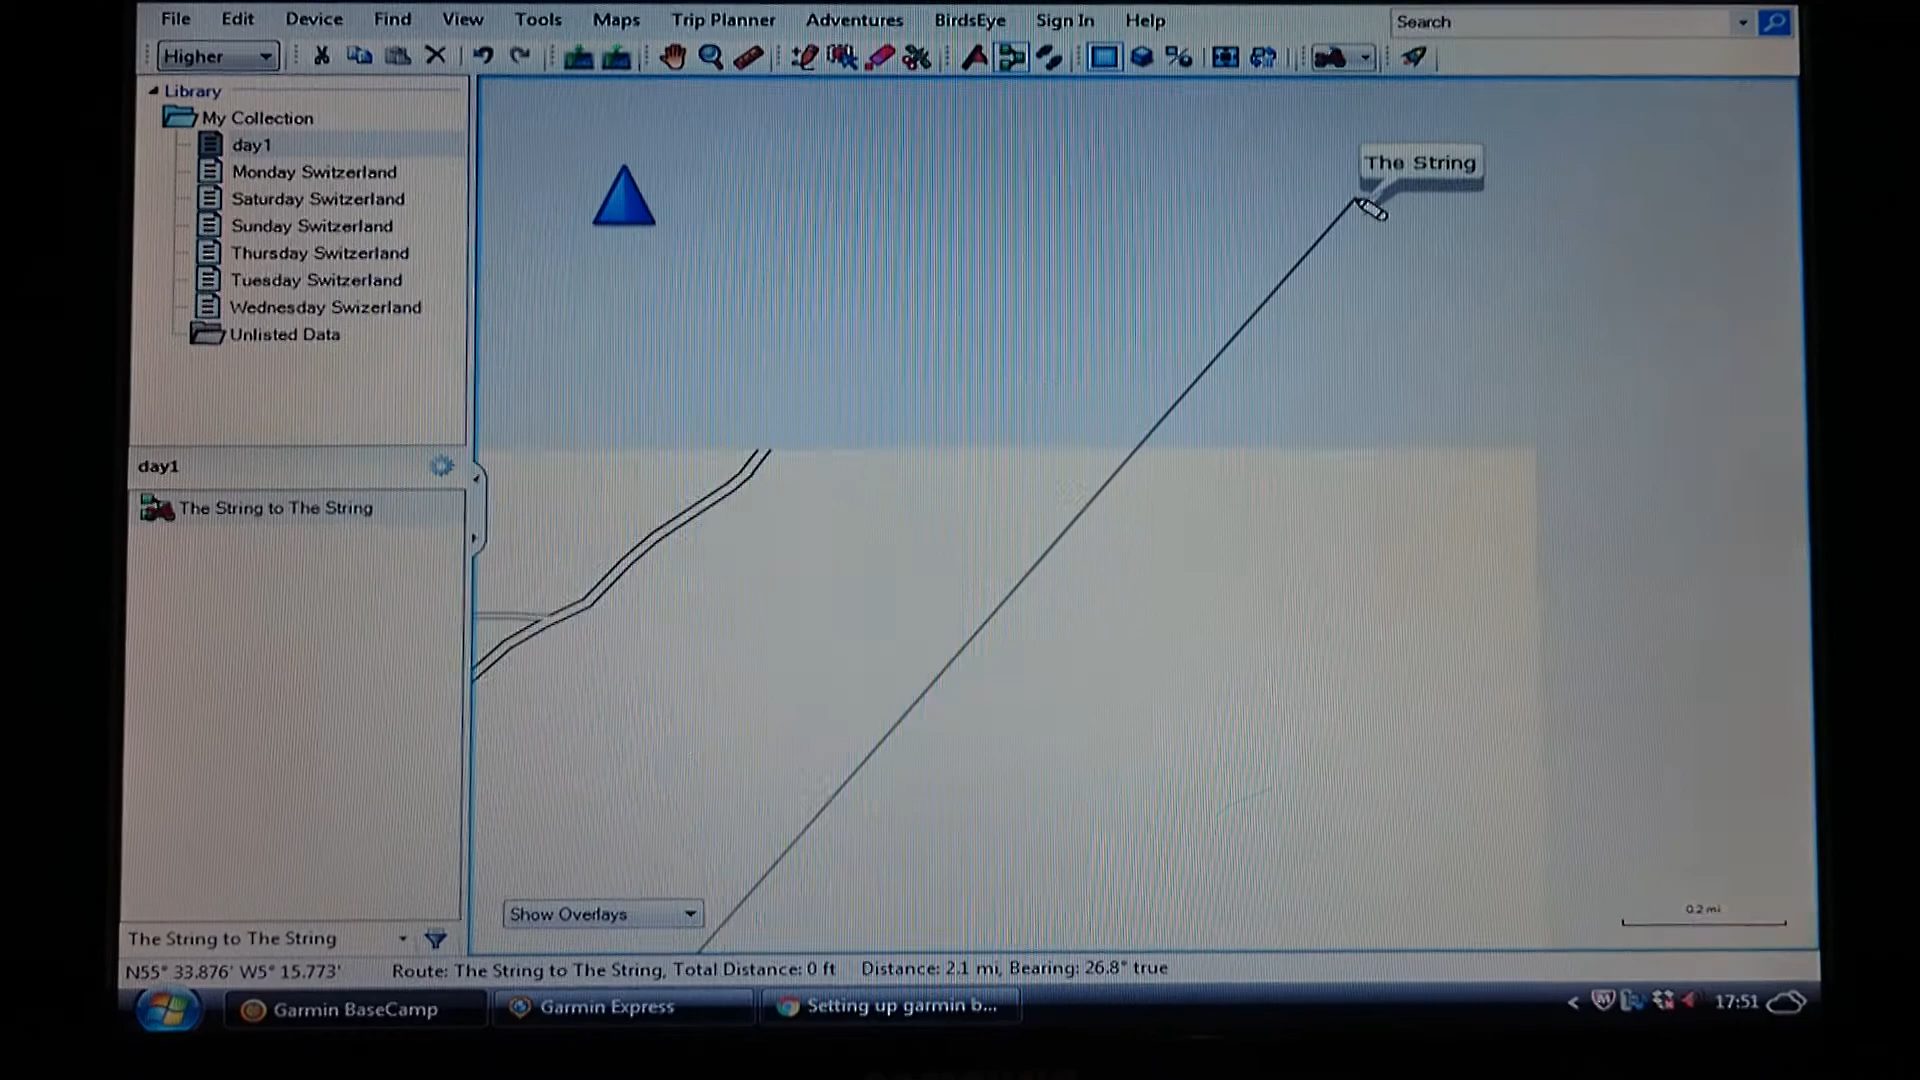 File Edit Device Find View Tools Maps Trip Planner Adventures BirdsEye Sign In Help
Search
Higher
Library
My Collection
day1
Monday Switzerland
Saturday Switzerland
Sunday Switzerland
Thursday Switzerland
Tuesday Switzerland
Wednesday Swizerland
Unlisted Data
The String
day1
The String to The String
Show Overlays
0.2 mi
The String to The String
N55° 33.876' W5° 15.773' Route: The String to The String, Total Distance: 0 ft Distance: 2.1 mi, Bearing: 26.8° true
Garmin BaseCamp Garmin Express Setting up garmin b... < 17:51